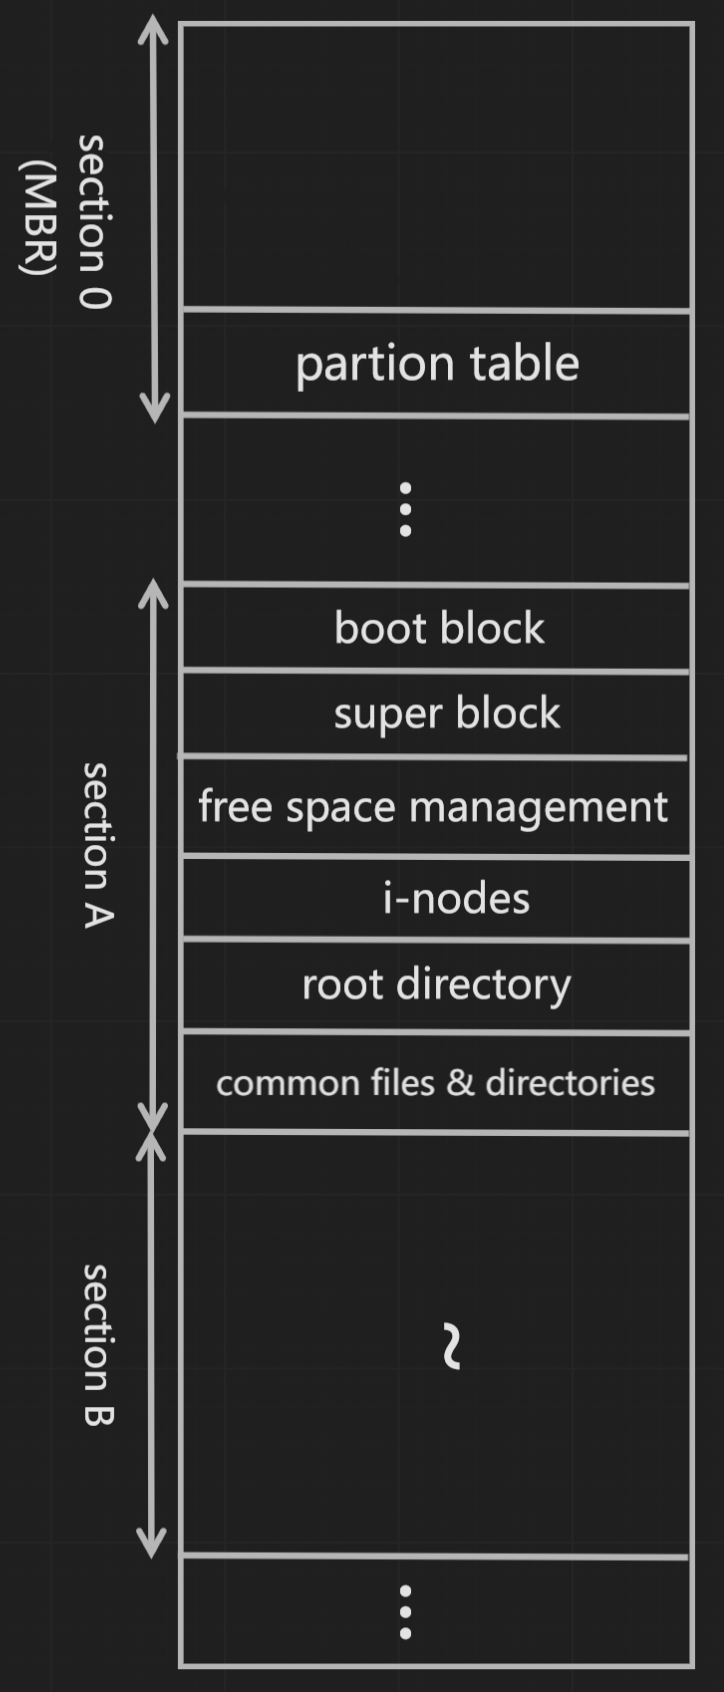 section 0
(MBR)
partion table
boot block
super block
free space management
i-nodes
root directory
common files & directories
section A
section B
~